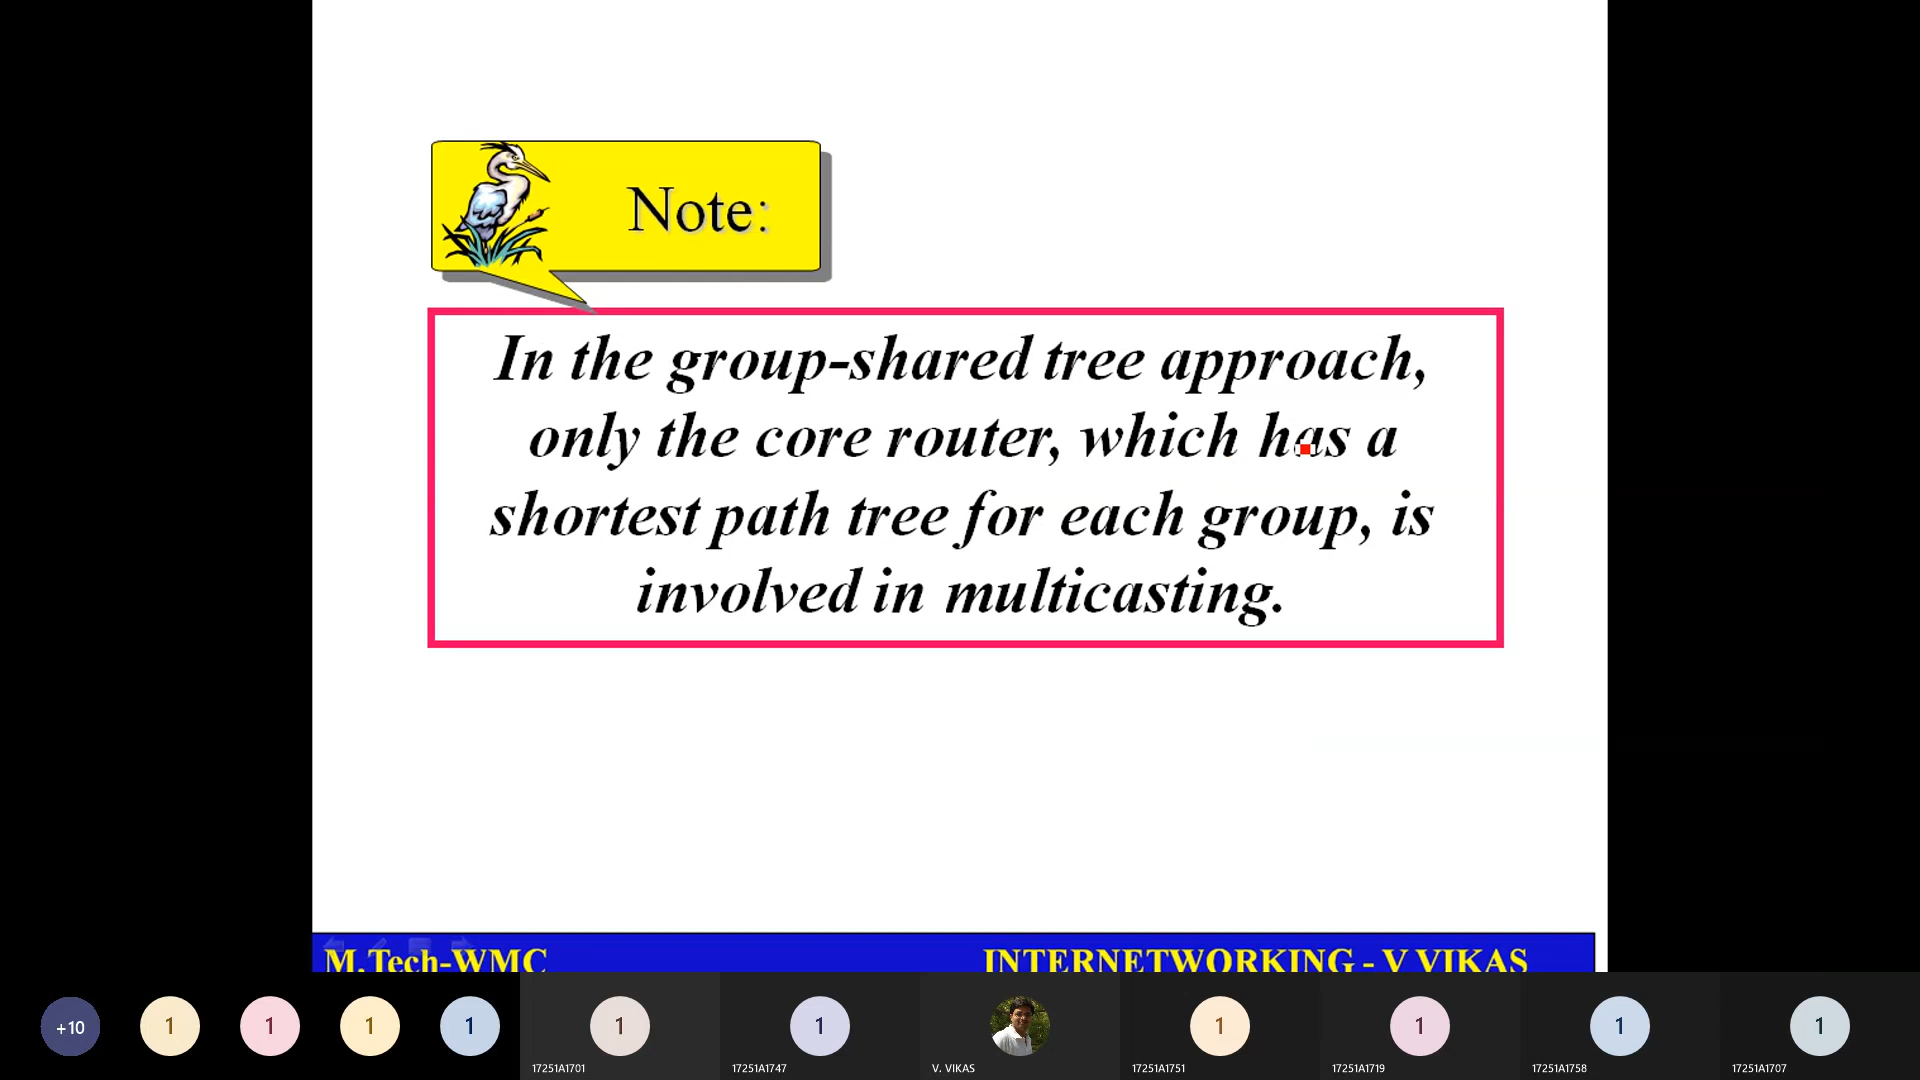 Note:
In the group-shared tree approach,
only the core router, which has a
shortest path tree for each group, is
involved in multicasting.
M.Tech-WMC
INTERNETWORKING - V VIKAS
+10
1
1
1
1
1
1
1
1
1
1
17251A1701
17251A1747
V. VIKAS
17251A1751
17251A1719
17251A1758
17251A1707